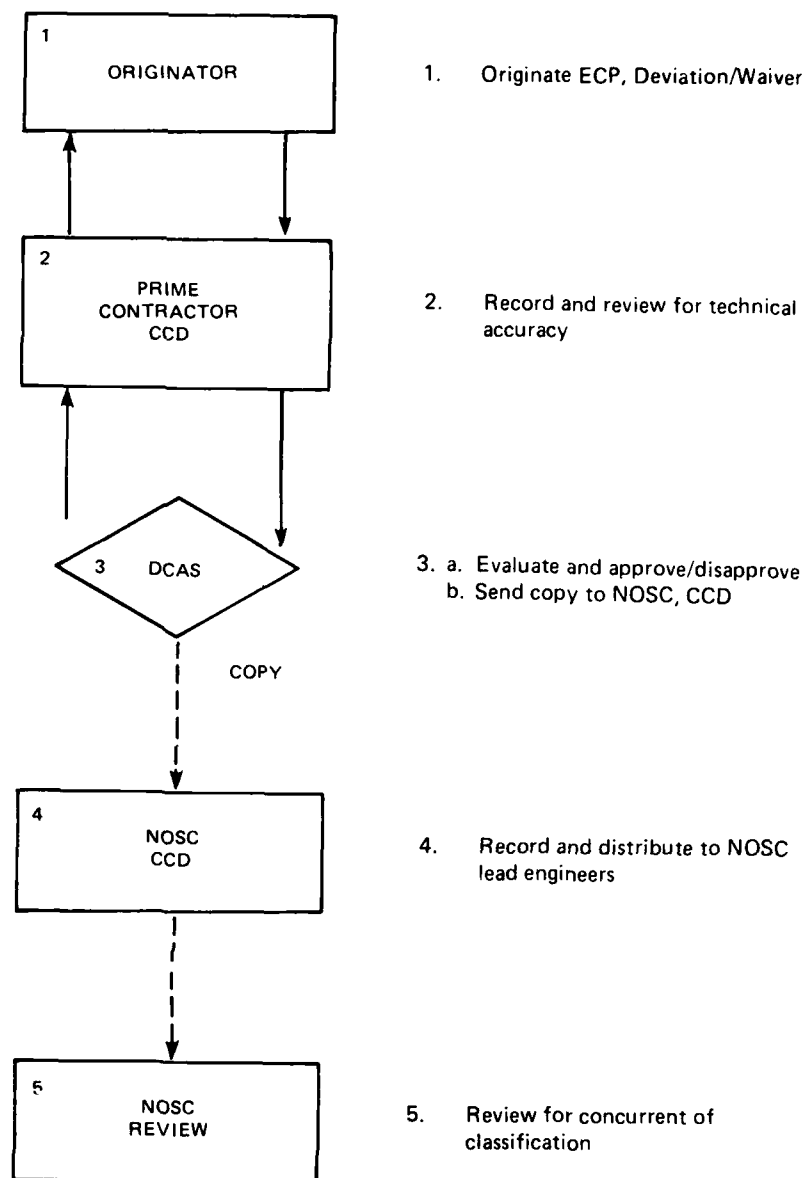 1
ORIGINATOR
1. Originate ECP, Deviation/Waiver
2
PRIME
CONTRACTOR
CCD
2. Record and review for technical
accuracy
3 DCAS
3. a. Evaluate and approve/disapprove
b. Send copy to NOSC, CCD
COPY
4
NOSC
CCD
4. Record and distribute to NOSC
lead engineers
5
NOSC
REVIEW
5. Review for concurrent of
classification